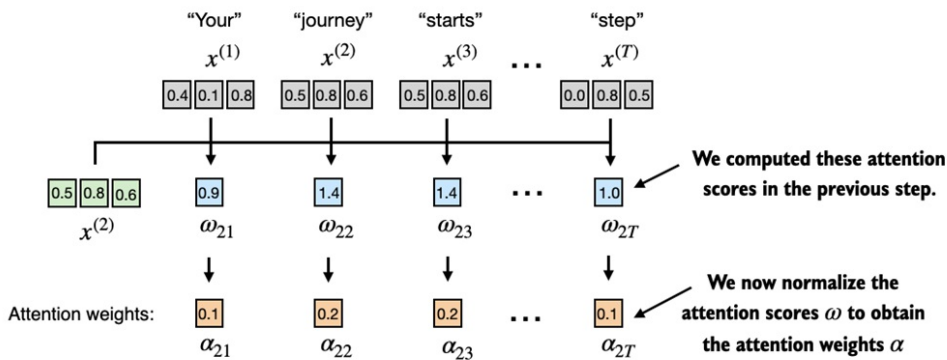 “Your” “journey” “starts” “step”
x(1) x(2) x(3) ... x(T)
0.4 0.1 0.8 0.5 0.8 0.6 0.5 0.8 0.6 0.0 0.8 0.5
We computed these attention
scores in the previous step.
0.5 0.8 0.6 0.9 1.4 1.4 ... 1.0
x(2) ω21 ω22 ω23 ω2T
We now normalize the
attention scores ω to obtain
the attention weights α
Attention weights: 0.1 0.2 0.2 ... 0.1
α21 α22 α23 α2T